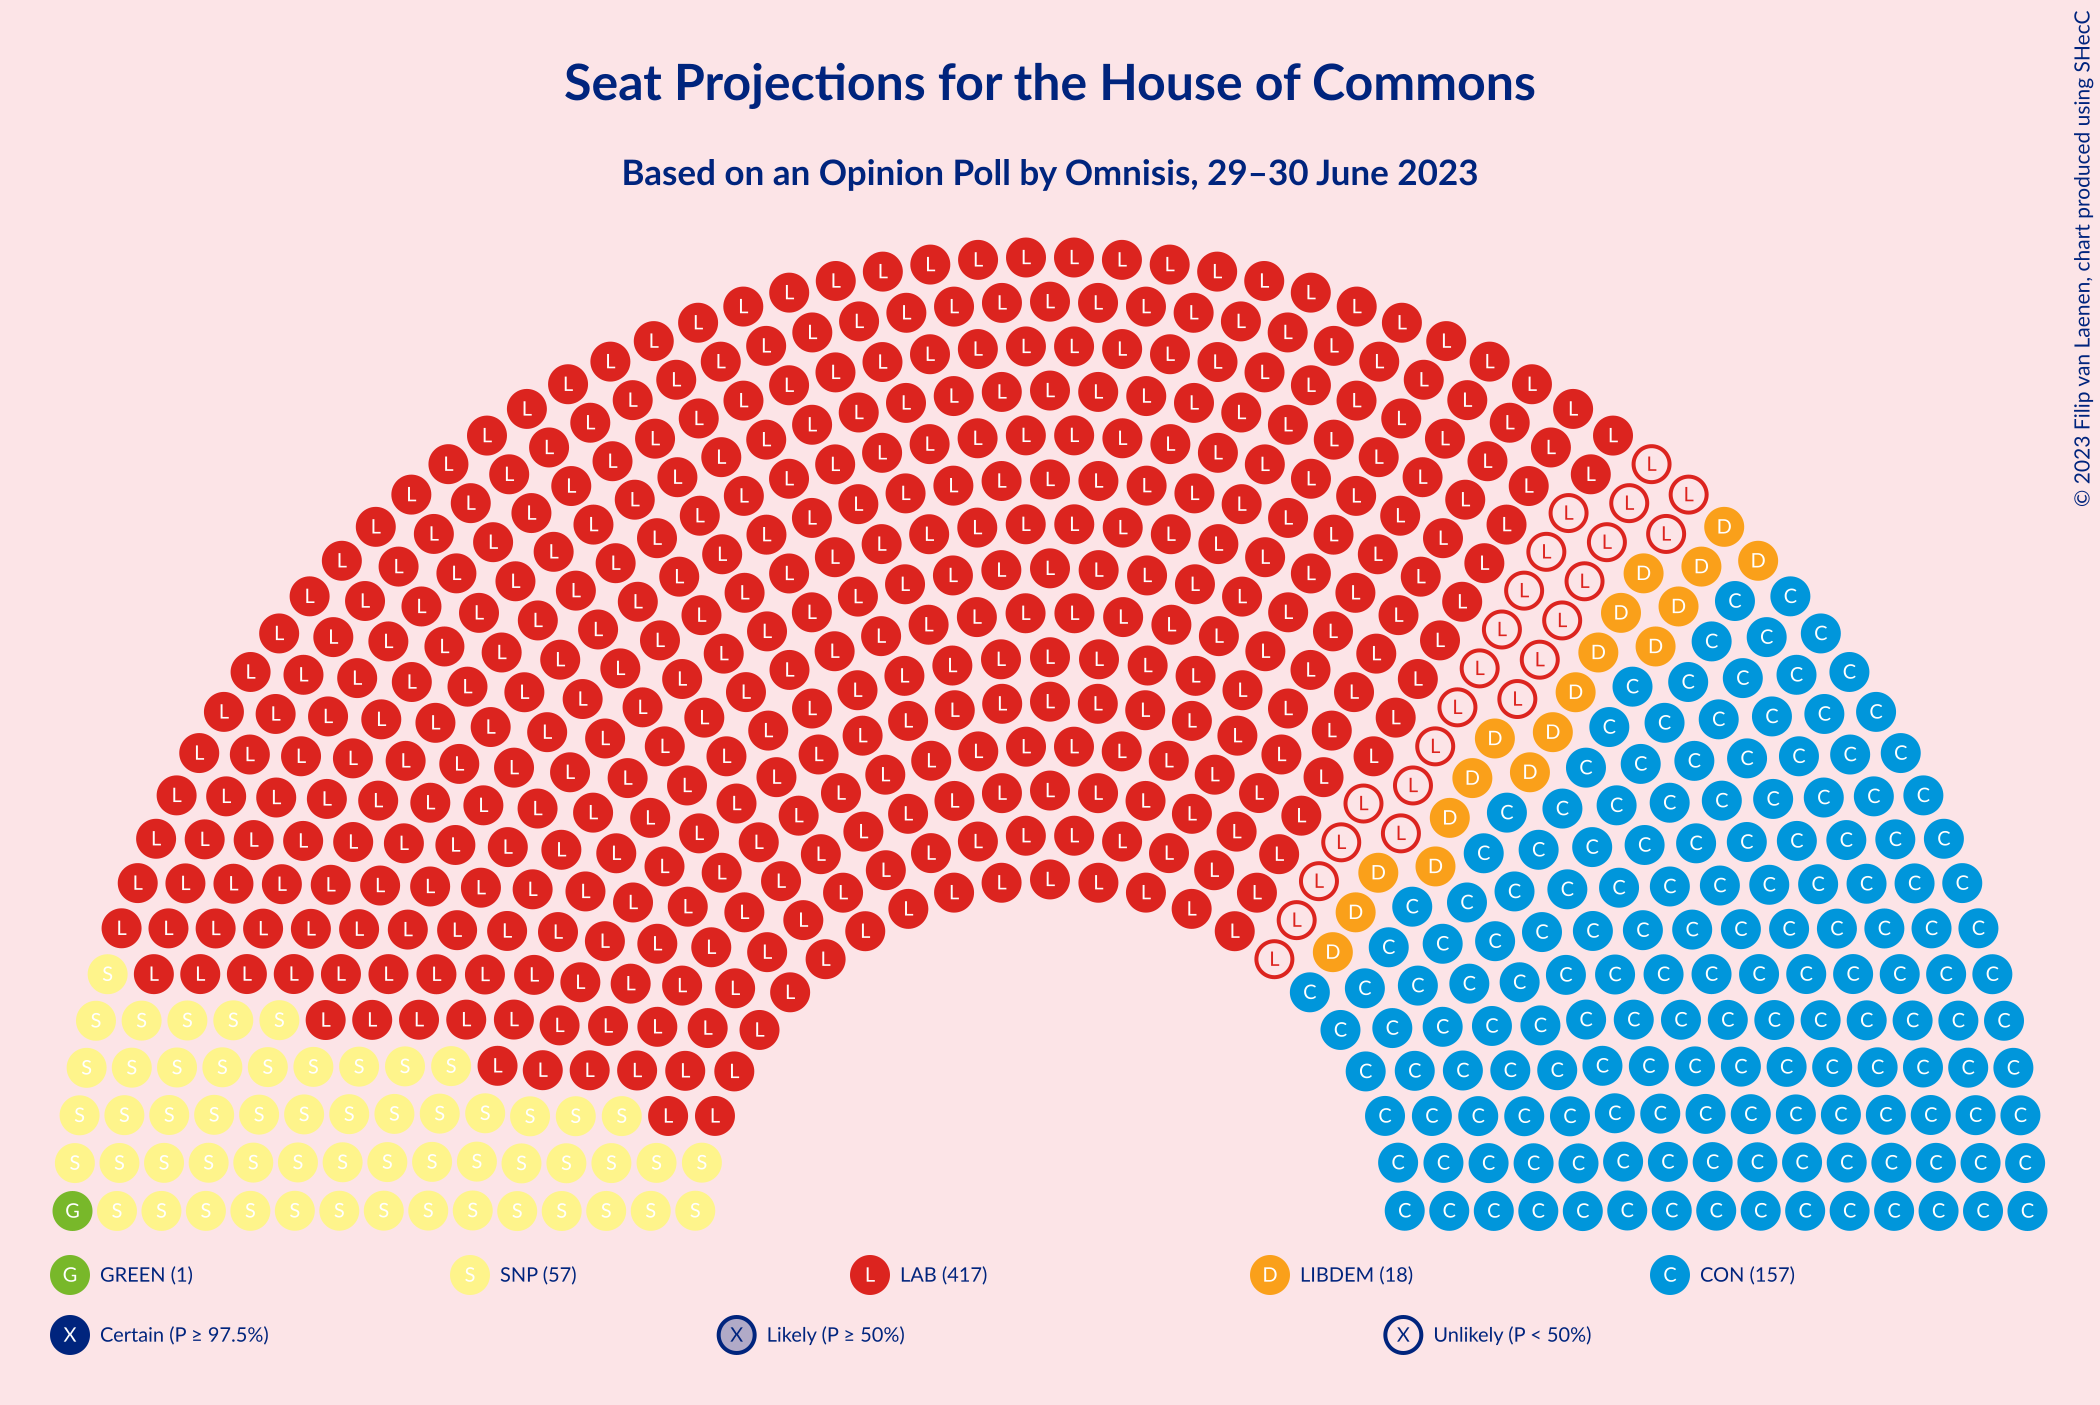 Seat Projections for the House of Commons
Based on an Opinion Poll by Omnisis, 29–30 June 2023
© 2023 Filip van Laenen, chart produced using SHecC
G GREEN (1)
S SNP (57)
L LAB (417)
D LIBDEM (18)
C CON (157)
X Certain (P ≥ 97.5%)
X Likely (P ≥ 50%)
X Unlikely (P < 50%)